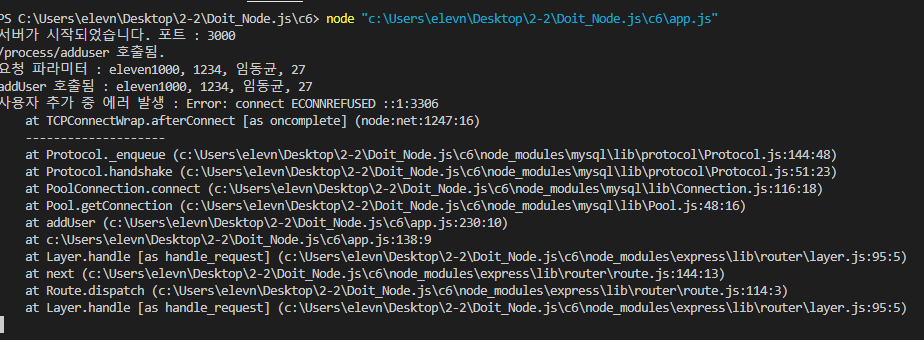 PS C:\Users\elevn\Desktop\2-2\Doit_Node.js\c6> node "c:\Users\elevn\Desktop\2-2\Doit_Node.js\c6\app.js"
서버가 시작되었습니다. 포트 : 3000
/process/adduser 호출됨.
요청 파라미터 : eleven1000, 1234, 임동균, 27
addUser 호출됨 : eleven1000, 1234, 임동균, 27
사용자 추가 중 에러 발생 : Error: connect ECONNREFUSED ::1:3306
    at TCPConnectWrap.afterConnect [as oncomplete] (node:net:1247:16)
    --------------------
    at Protocol._enqueue (c:\Users\elevn\Desktop\2-2\Doit_Node.js\c6\node_modules\mysql\lib\protocol\Protocol.js:144:48)
    at Protocol.handshake (c:\Users\elevn\Desktop\2-2\Doit_Node.js\c6\node_modules\mysql\lib\protocol\Protocol.js:51:23)
    at PoolConnection.connect (c:\Users\elevn\Desktop\2-2\Doit_Node.js\c6\node_modules\mysql\lib\Connection.js:116:18)
    at Pool.getConnection (c:\Users\elevn\Desktop\2-2\Doit_Node.js\c6\node_modules\mysql\lib\Pool.js:48:16)
    at addUser (c:\Users\elevn\Desktop\2-2\Doit_Node.js\c6\app.js:230:10)
    at c:\Users\elevn\Desktop\2-2\Doit_Node.js\c6\app.js:138:9
    at Layer.handle [as handle_request] (c:\Users\elevn\Desktop\2-2\Doit_Node.js\c6\node_modules\express\lib\router\layer.js:95:5)
    at next (c:\Users\elevn\Desktop\2-2\Doit_Node.js\c6\node_modules\express\lib\router\route.js:144:13)
    at Route.dispatch (c:\Users\elevn\Desktop\2-2\Doit_Node.js\c6\node_modules\express\lib\router\route.js:114:3)
    at Layer.handle [as handle_request] (c:\Users\elevn\Desktop\2-2\Doit_Node.js\c6\node_modules\express\lib\router\layer.js:95:5)